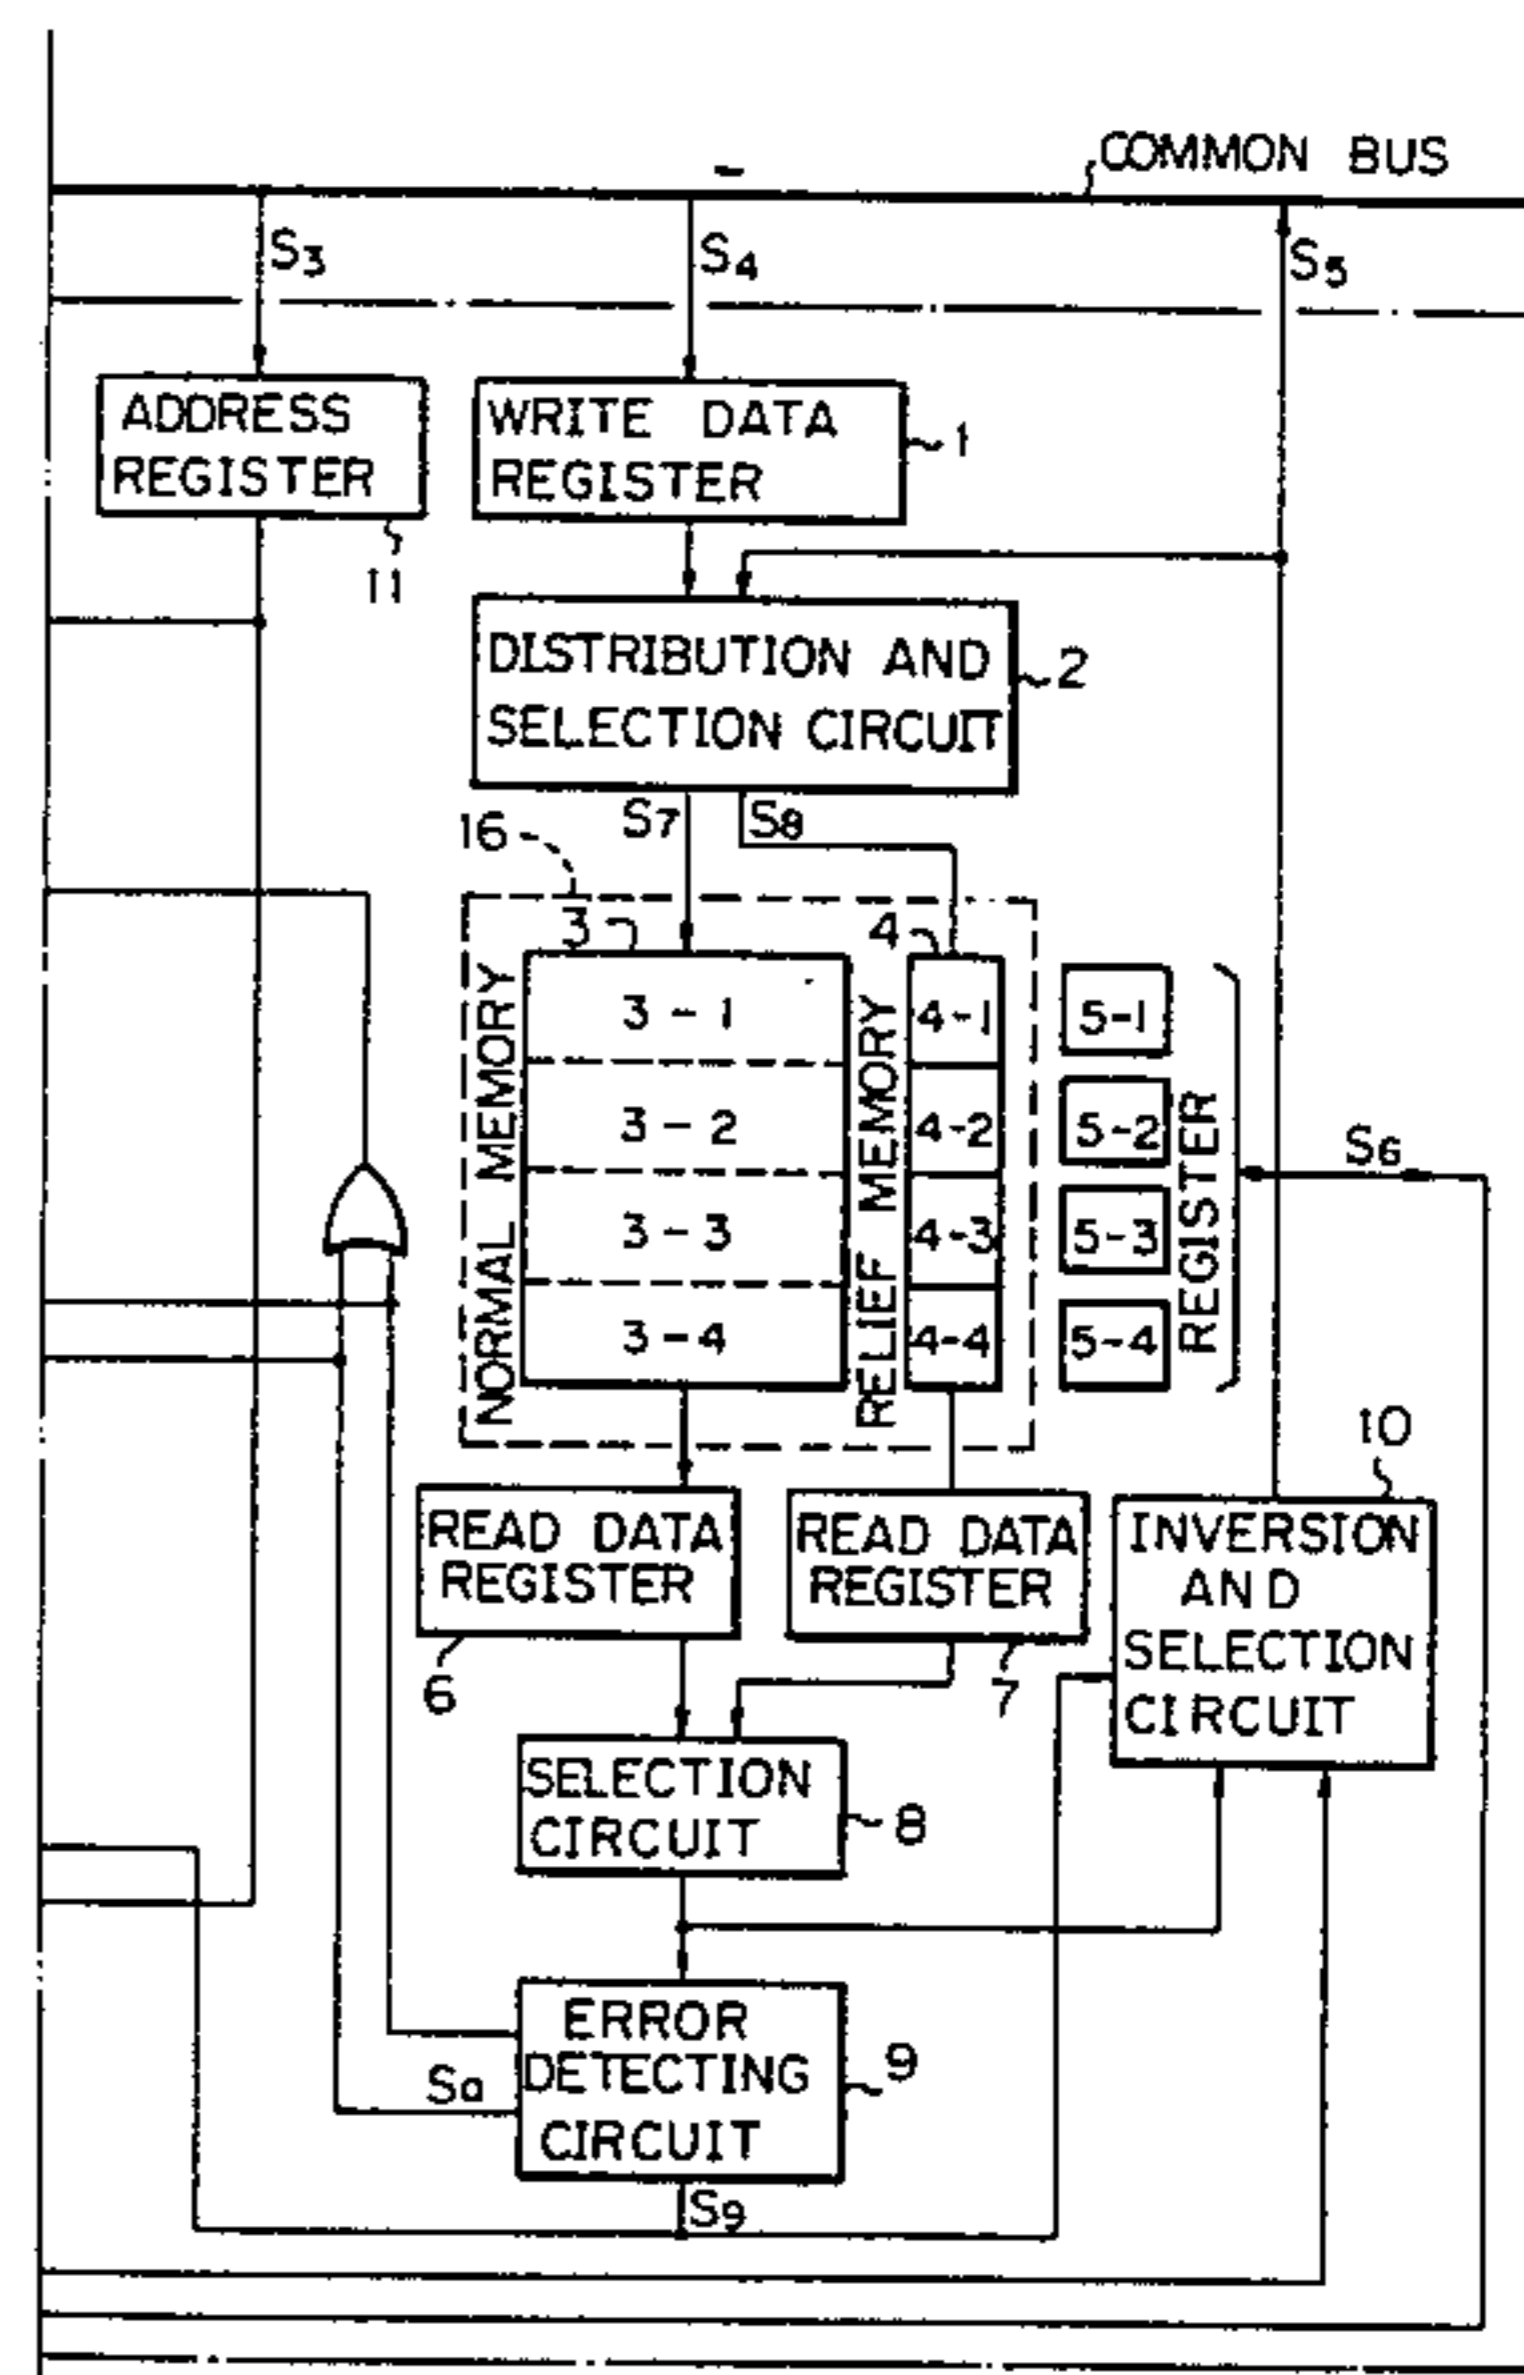 COMMON BUS
S3
S4
S5
ADDRESS
REGISTER
11
WRITE DATA
REGISTER
1
DISTRIBUTION AND
SELECTION CIRCUIT
2
S7
S8
16
3
4
NORMAL MEMORY
3-1
3-2
3-3
3-4
RELIEF MEMORY
4-1
4-2
4-3
4-4
5-1
5-2
5-3
5-4
REGISTER
S6
READ DATA
REGISTER
6
READ DATA
REGISTER
7
10
INVERSION
AND
SELECTION
CIRCUIT
SELECTION
CIRCUIT
8
ERROR
DETECTING
CIRCUIT
9
Sa
S9